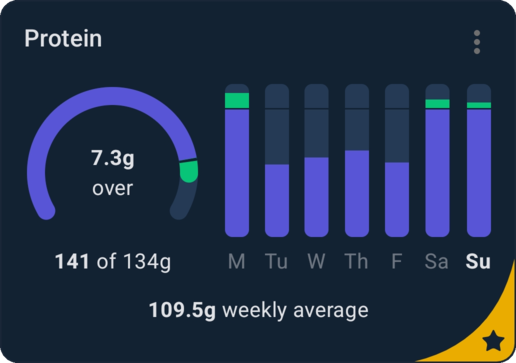 Protein
7.3g
over
141 of 134g
M Tu W Th F Sa Su
109.5g weekly average